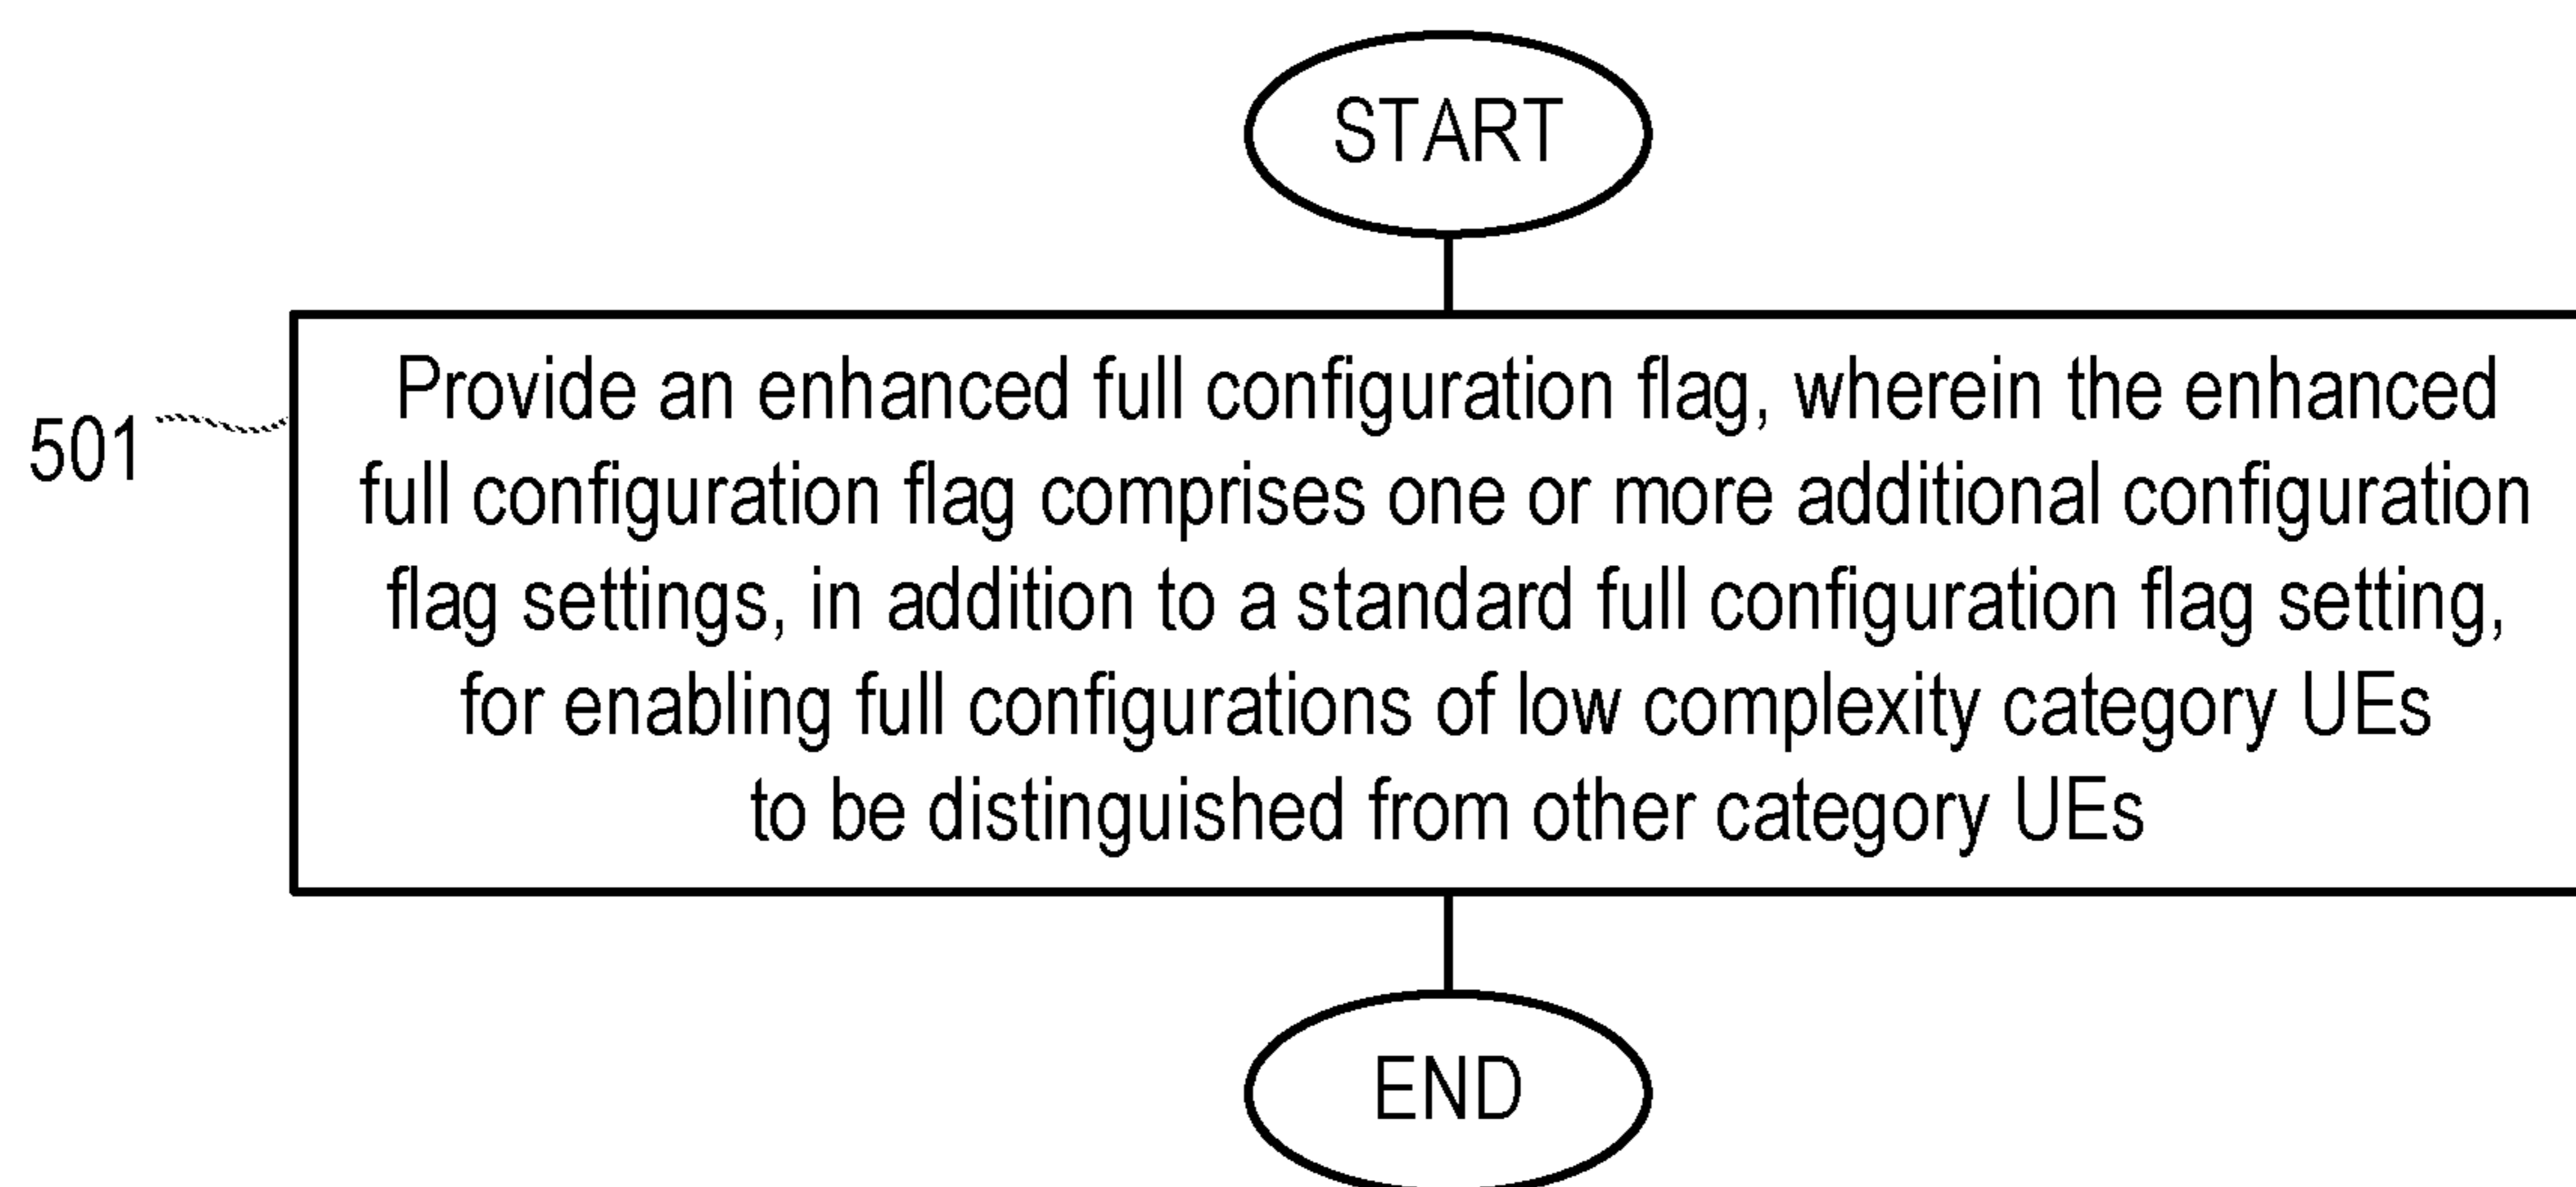 START
501
Provide an enhanced full configuration flag, wherein the enhanced
full configuration flag comprises one or more additional configuration
flag settings, in addition to a standard full configuration flag setting,
for enabling full configurations of low complexity category UEs
to be distinguished from other category UEs
END